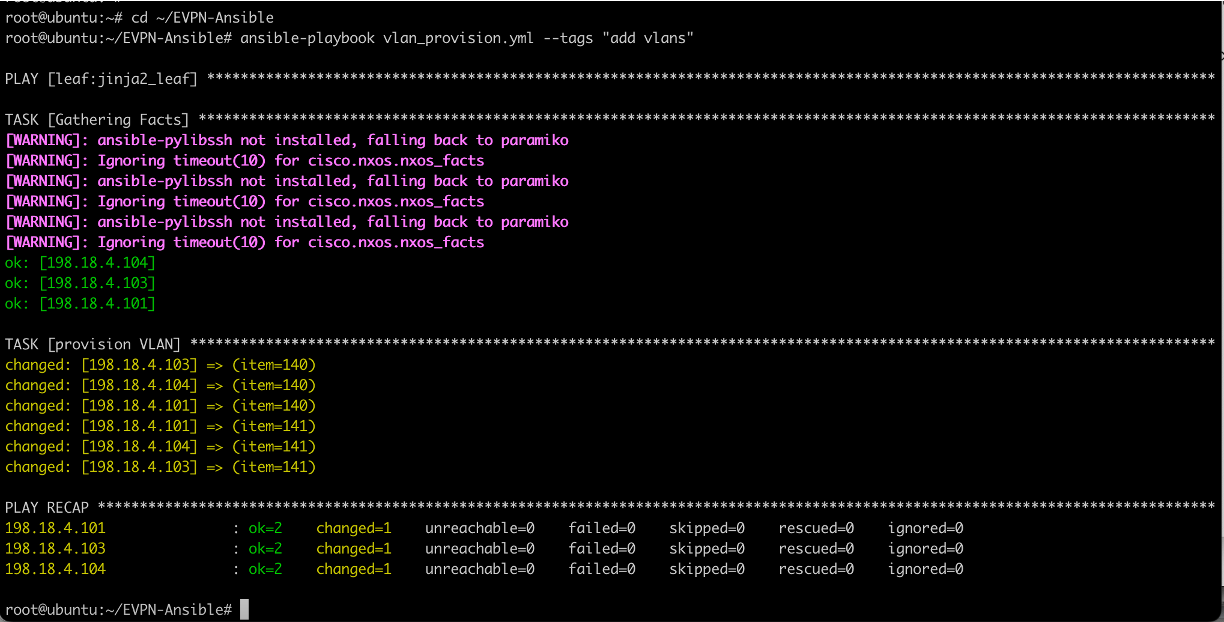 root@ubuntu:~# cd ~/EVPN-Ansible
root@ubuntu:~/EVPN-Ansible# ansible-playbook vlan_provision.yml --tags "add vlans"
PLAY [leaf:jinja2_leaf] ************************************************************************************************************************
TASK [Gathering Facts] *************************************************************************************************************************
[WARNING]: ansible-pylibssh not installed, falling back to paramiko
[WARNING]: Ignoring timeout(10) for cisco.nxos.nxos_facts
[WARNING]: ansible-pylibssh not installed, falling back to paramiko
[WARNING]: Ignoring timeout(10) for cisco.nxos.nxos_facts
[WARNING]: ansible-pylibssh not installed, falling back to paramiko
[WARNING]: Ignoring timeout(10) for cisco.nxos.nxos_facts
ok: [198.18.4.104]
ok: [198.18.4.103]
ok: [198.18.4.101]
TASK [provision VLAN] **************************************************************************************************************************
changed: [198.18.4.103] => (item=140)
changed: [198.18.4.104] => (item=140)
changed: [198.18.4.101] => (item=140)
changed: [198.18.4.101] => (item=141)
changed: [198.18.4.104] => (item=141)
changed: [198.18.4.103] => (item=141)
PLAY RECAP *************************************************************************************************************************************
198.18.4.101 : ok=2 changed=1 unreachable=0 failed=0 skipped=0 rescued=0 ignored=0
198.18.4.103 : ok=2 changed=1 unreachable=0 failed=0 skipped=0 rescued=0 ignored=0
198.18.4.104 : ok=2 changed=1 unreachable=0 failed=0 skipped=0 rescued=0 ignored=0
root@ubuntu:~/EVPN-Ansible#